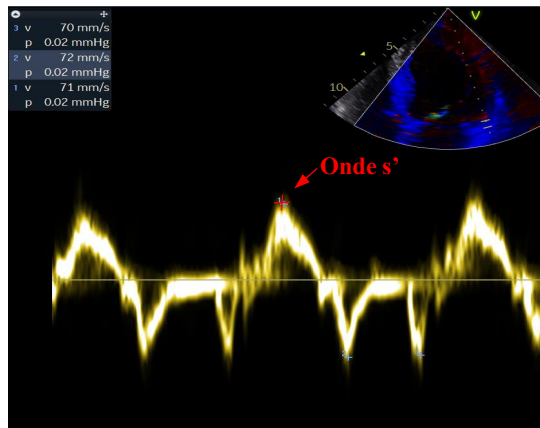 3 v 70 mm/s
p 0.02 mmHg
2 v 72 mm/s
p 0.02 mmHg
1 v 71 mm/s
p 0.02 mmHg
V
5
10
Onde s’
1